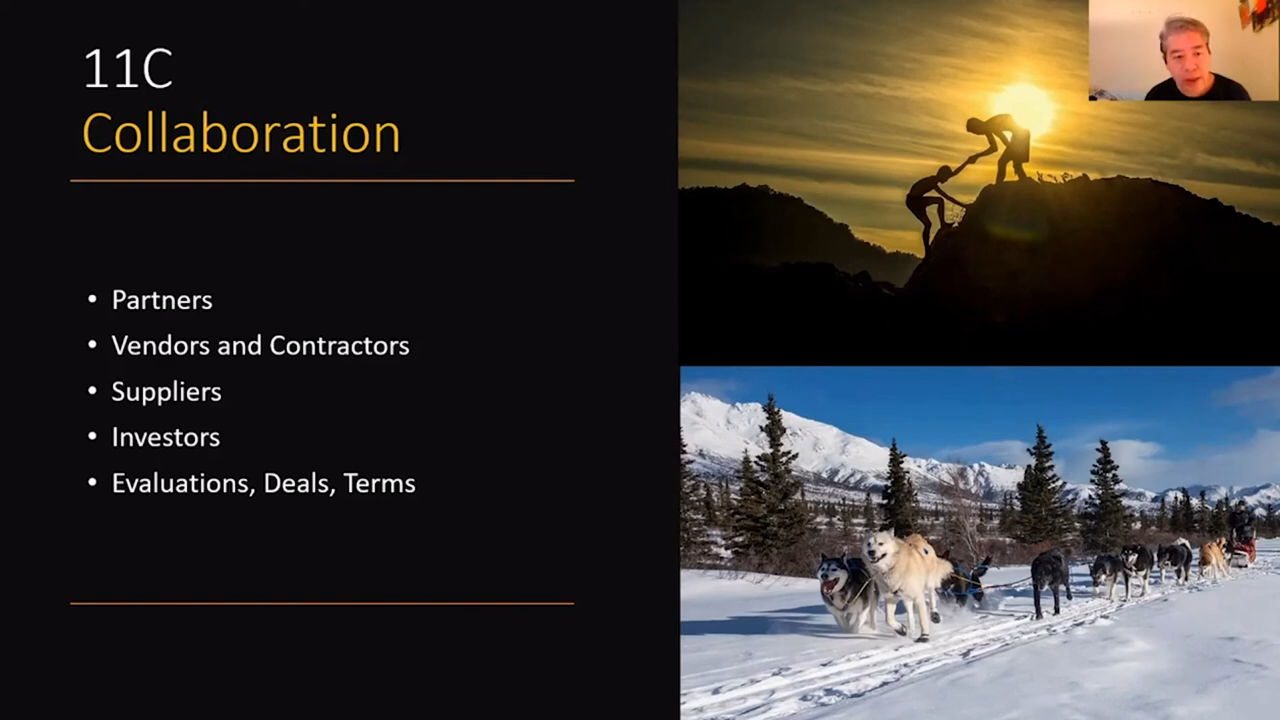 11C
Collaboration
• Partners
• Vendors and Contractors
• Suppliers
• Investors
• Evaluations, Deals, Terms